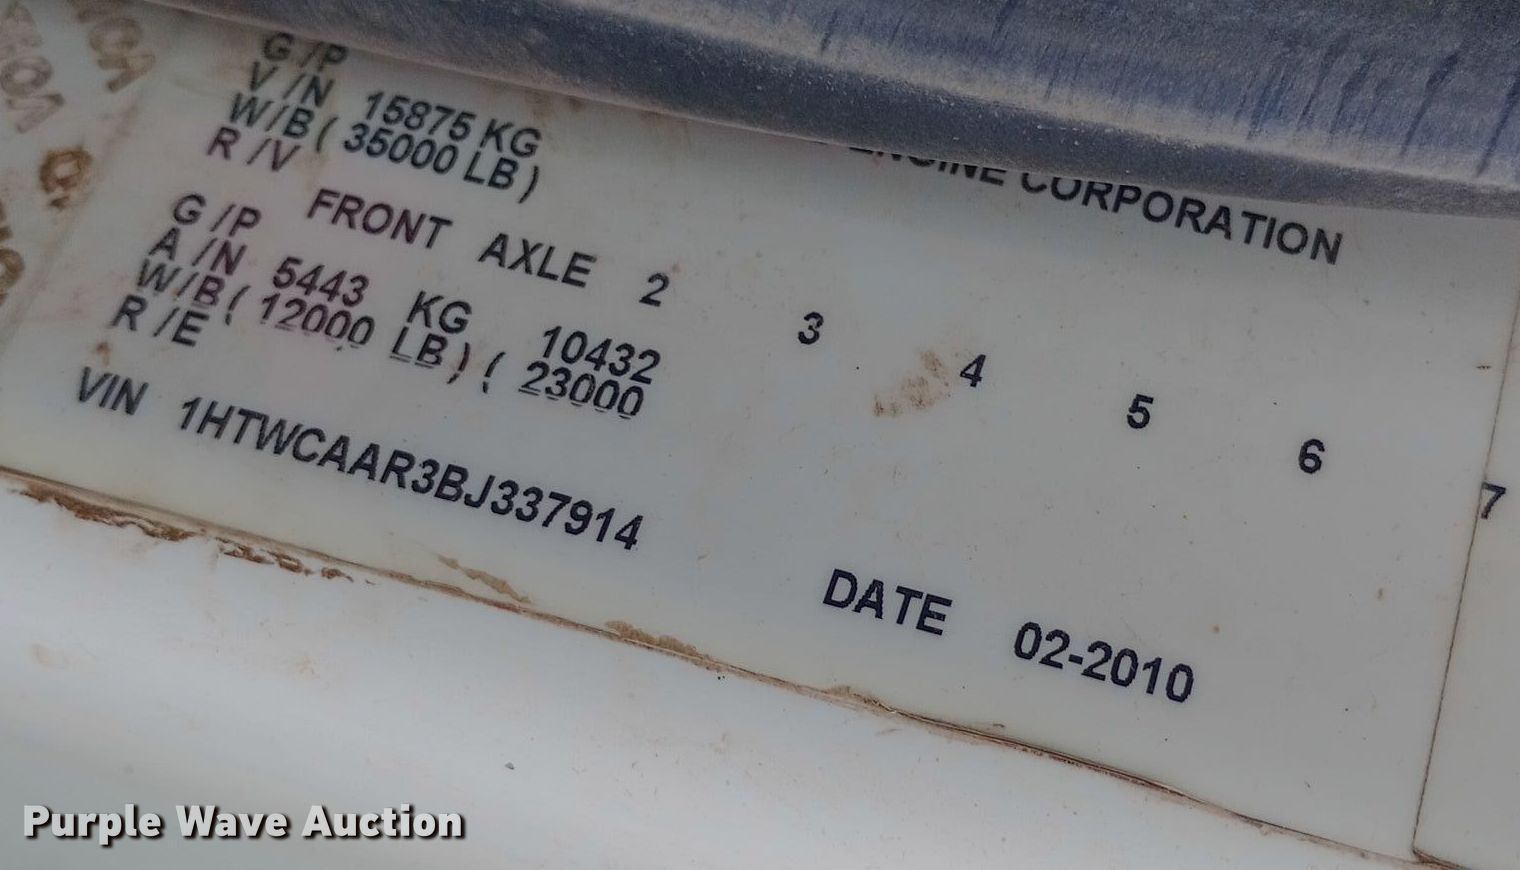 G/P
V/N 15875 KG
W/B ( 35000 LB )
R/V
ENGINE CORPORATION
FRONT AXLE 2 3 4 5 6 7
G/P
A/N 5443 KG 10432
W/B ( 12000 LB ) ( 23000
R/E
VIN 1HTWCAAR3BJ337914
DATE 02-2010
Purple Wave Auction